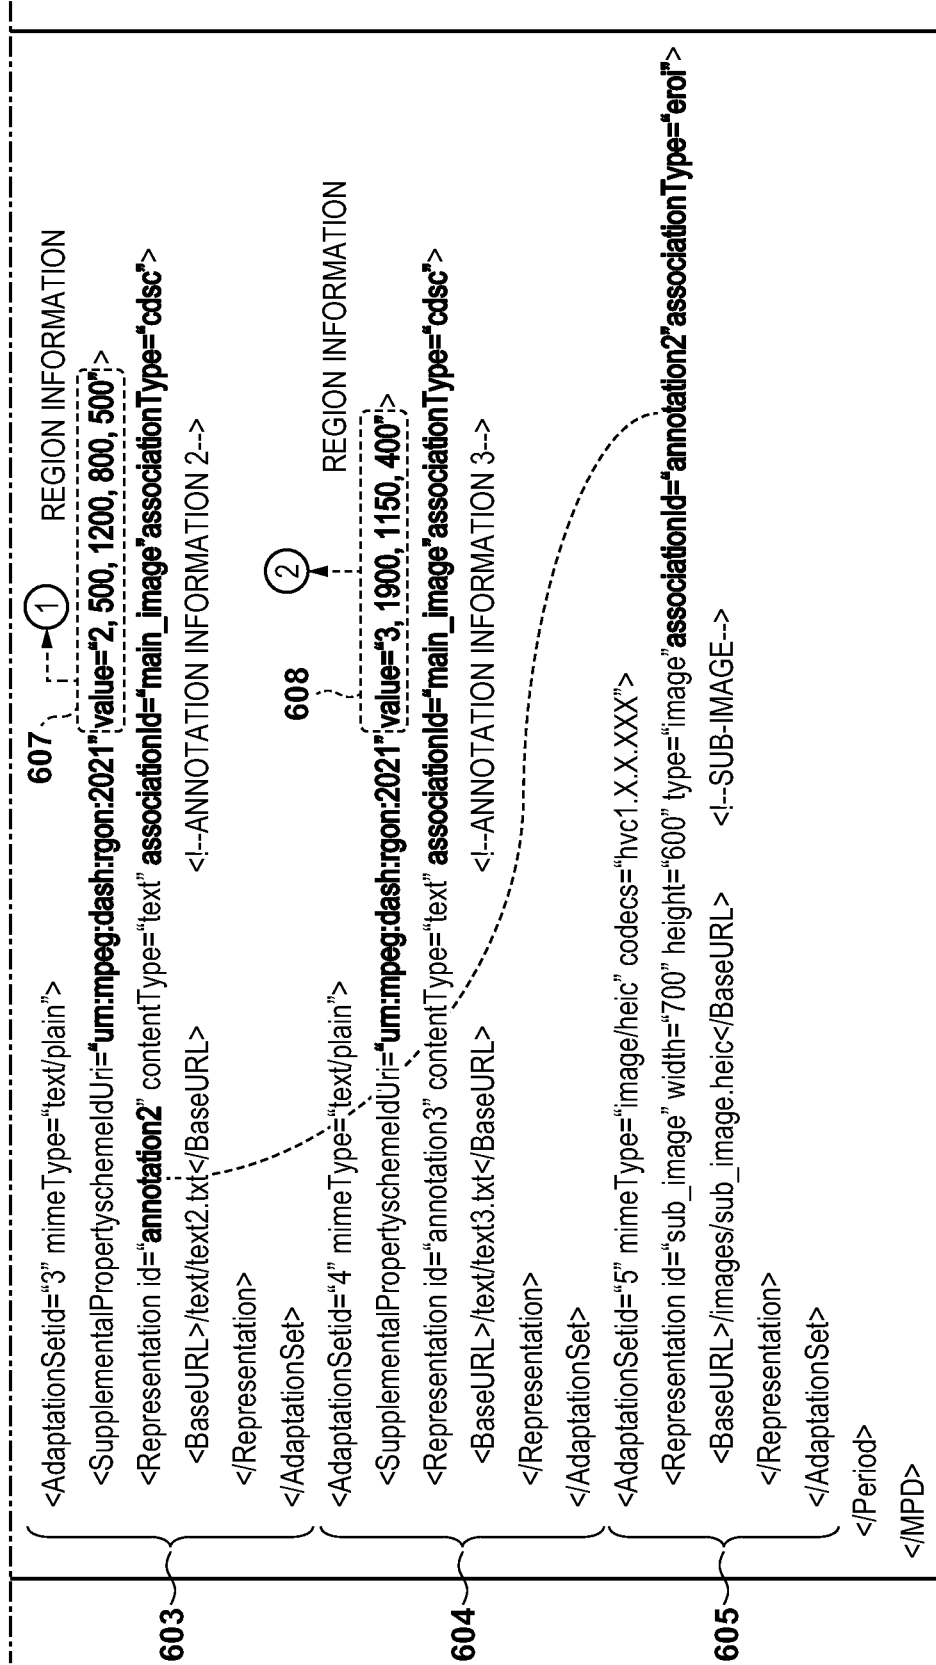 607
1
REGION INFORMATION
603
<AdaptationSetid="3" mimeType="text/plain">
<SupplementalPropertyschemeIdUri="urn:mpeg:dash:rgon:2021" value="2, 500, 1200, 800, 500">
<Representation id="annotation2" contentType="text" associationId="main_image"associationType="cdsc">
<BaseURL>/text/text2.txt</BaseURL> <!--ANNOTATION INFORMATION 2-->
</Representation>
</AdaptationSet>
608
2
REGION INFORMATION
604
<AdaptationSetid="4" mimeType="text/plain">
<SupplementalPropertyschemeIdUri="urn:mpeg:dash:rgon:2021" value="3, 1900, 1150, 400">
<Representation id="annotation3" contentType="text" associationId="main_image"associationType="cdsc">
<BaseURL>/text/text3.txt</BaseURL> <!--ANNOTATION INFORMATION 3-->
</Representation>
</AdaptationSet>
605
<AdaptationSetid="5" mimeType="image/heic" codecs="hvc1.X.X.XXX">
<Representation id="sub_image" width="700" height="600" type="image"associationId="annotation2"associationType="eroi">
<BaseURL>/images/sub_image.heic</BaseURL> <!--SUB-IMAGE-->
</Representation>
</AdaptationSet>
</Period>
</MPD>